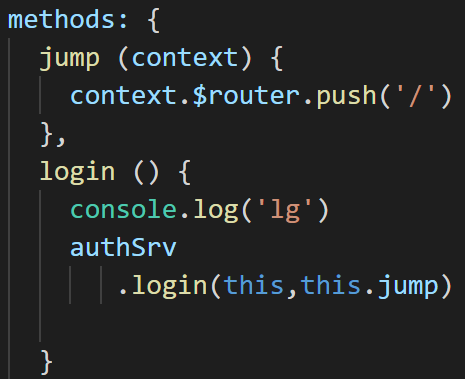 methods: {
jump (context) {
context.$router.push('/')
},
login () {
console.log('lg')
authSrv
.login(this,this.jump)
}